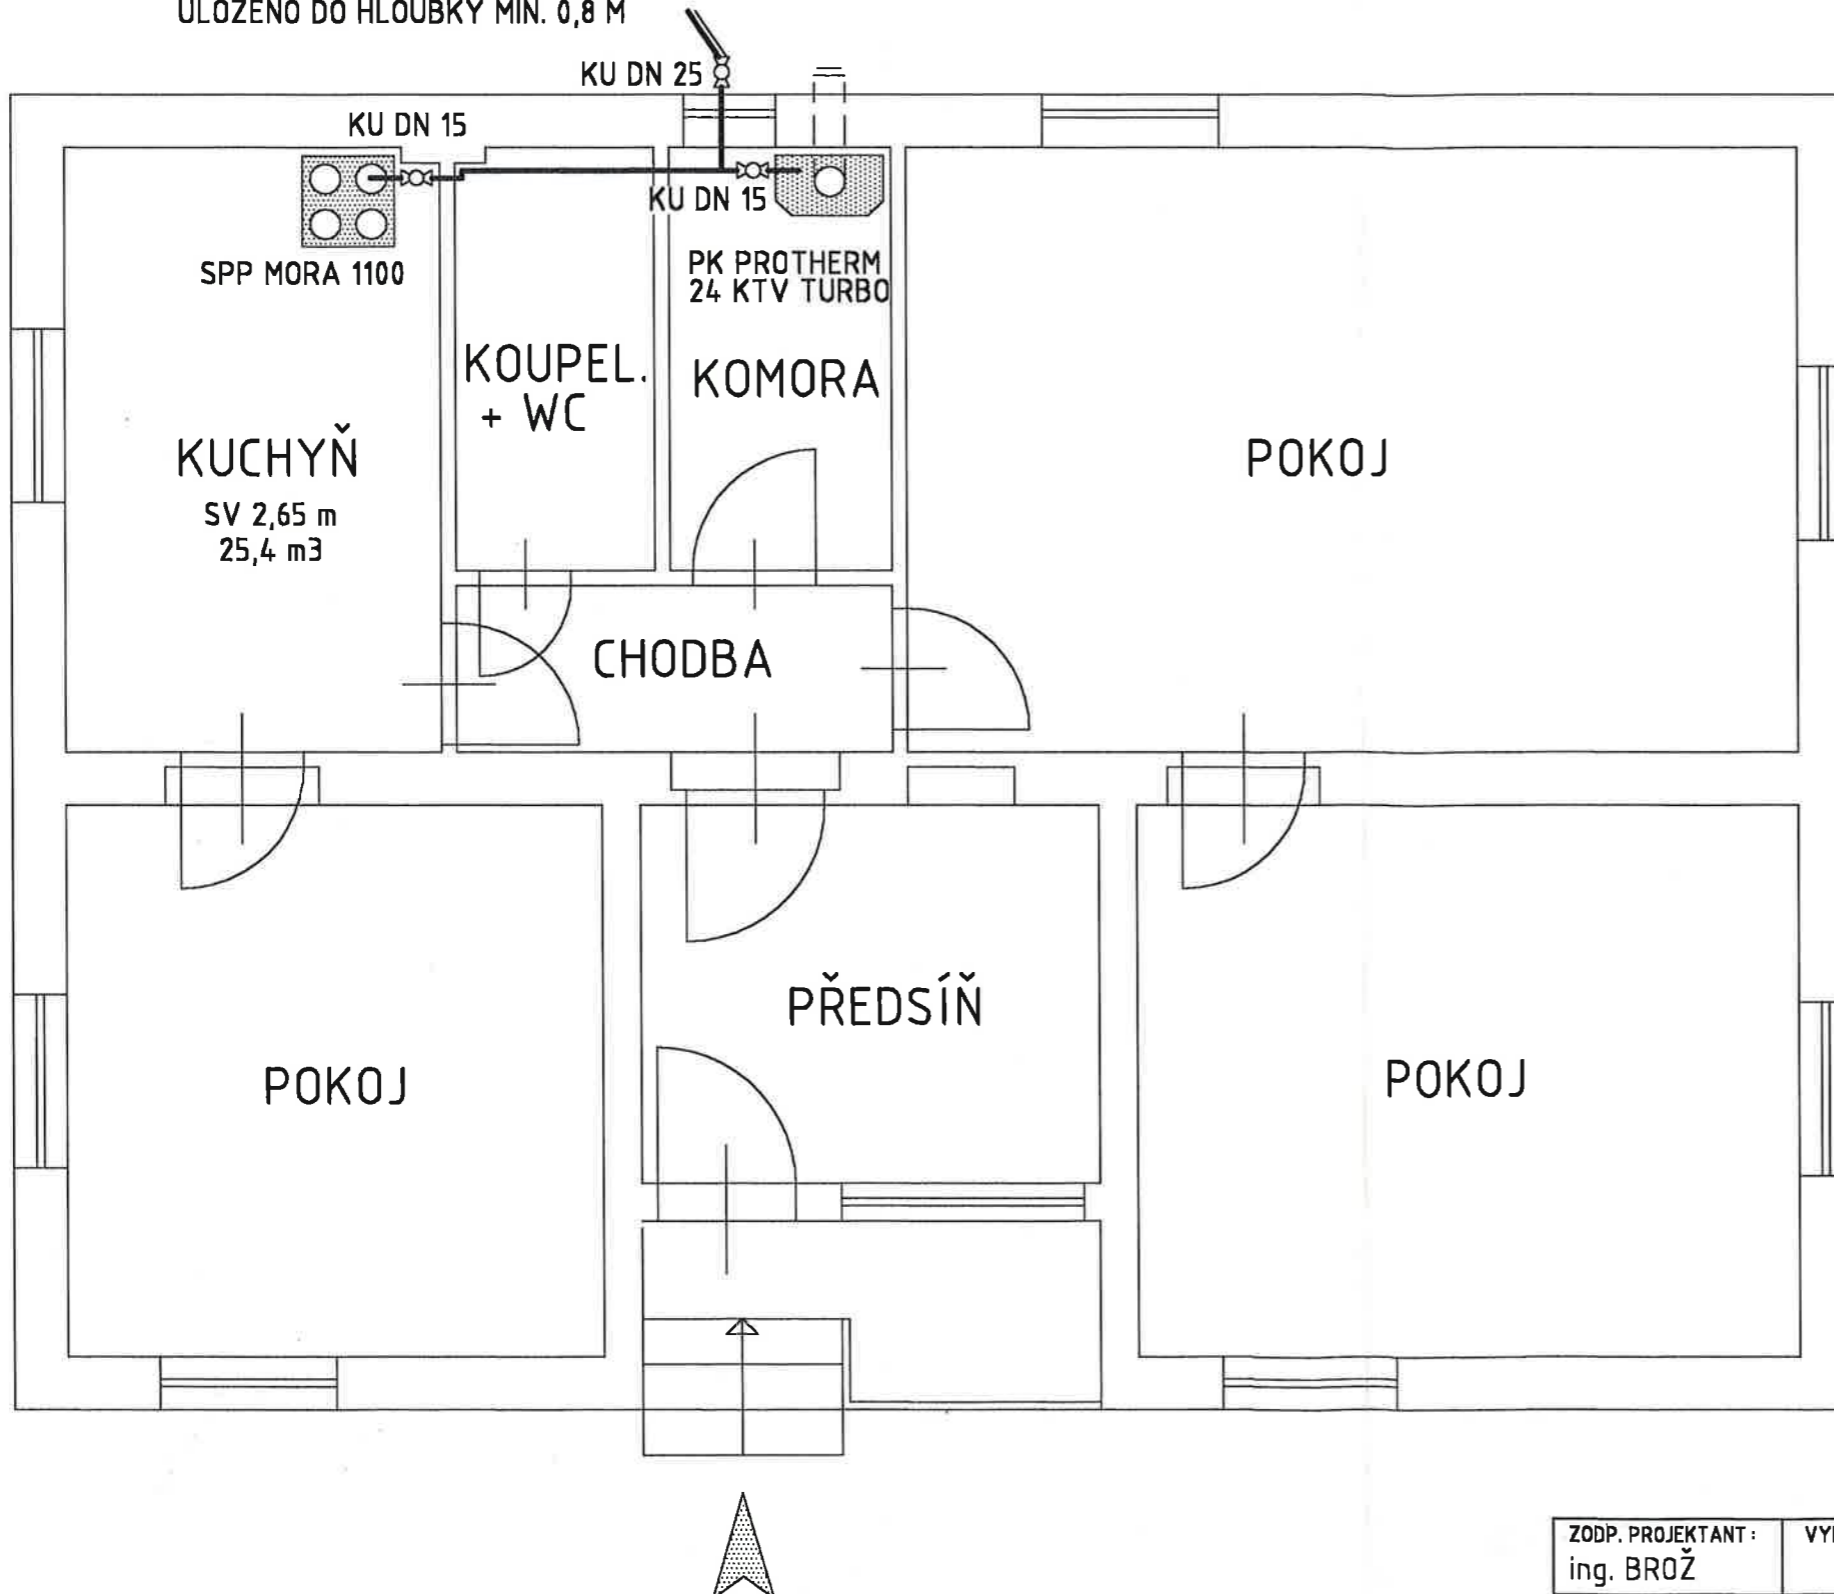 ULOŽENO DO HLOUBKY MIN. 0,8 M
KU DN 25
KU DN 15
KU DN 15
SPP MORA 1100
PK PROTHERM
24 KTV TURBO
KOUPEL.
+ WC
KOMORA
KUCHYŇ
SV 2,65 m
25,4 m3
POKOJ
CHODBA
PŘEDSÍŇ
POKOJ
POKOJ
ZODP. PROJEKTANT:
ing. BROŽ